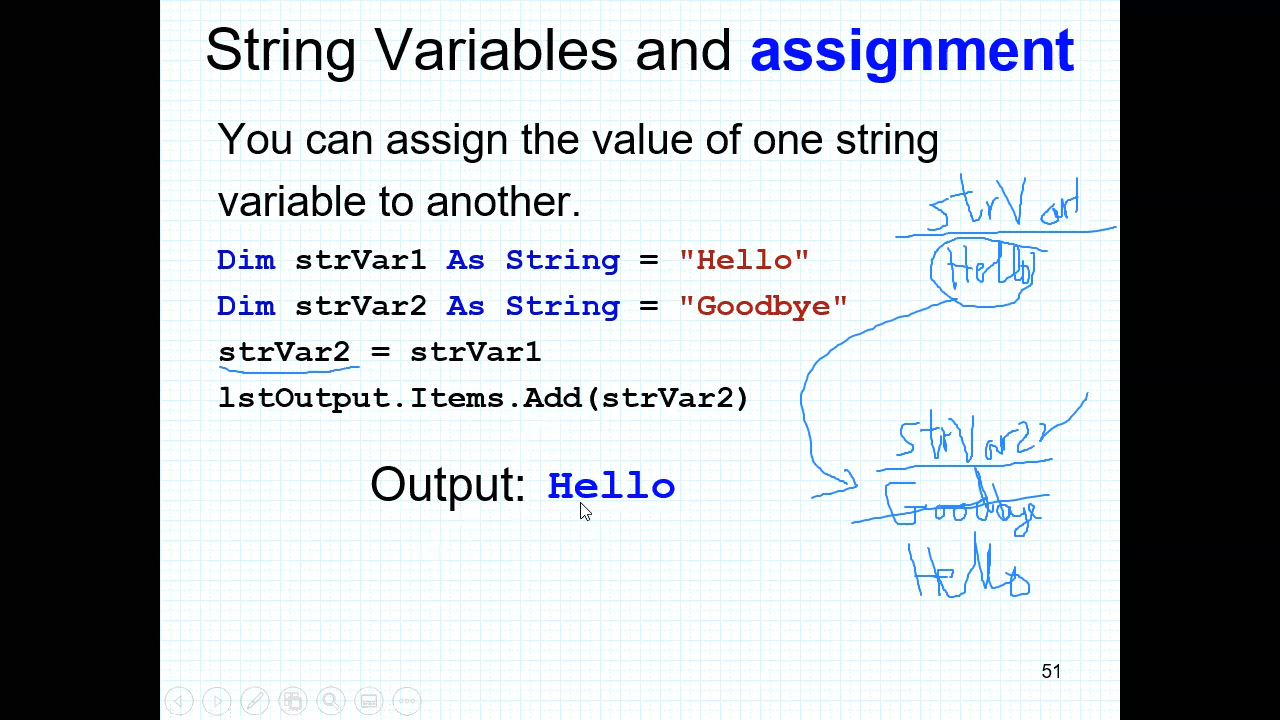 String Variables and assignment
You can assign the value of one string
variable to another.
Dim strVar1 As String = "Hello"
Dim strVar2 As String = "Goodbye"
strVar2 = strVar1
lstOutput.Items.Add(strVar2)
Output: Hello
strVar1
Hello
strVar2
Goodbye
Hello
51